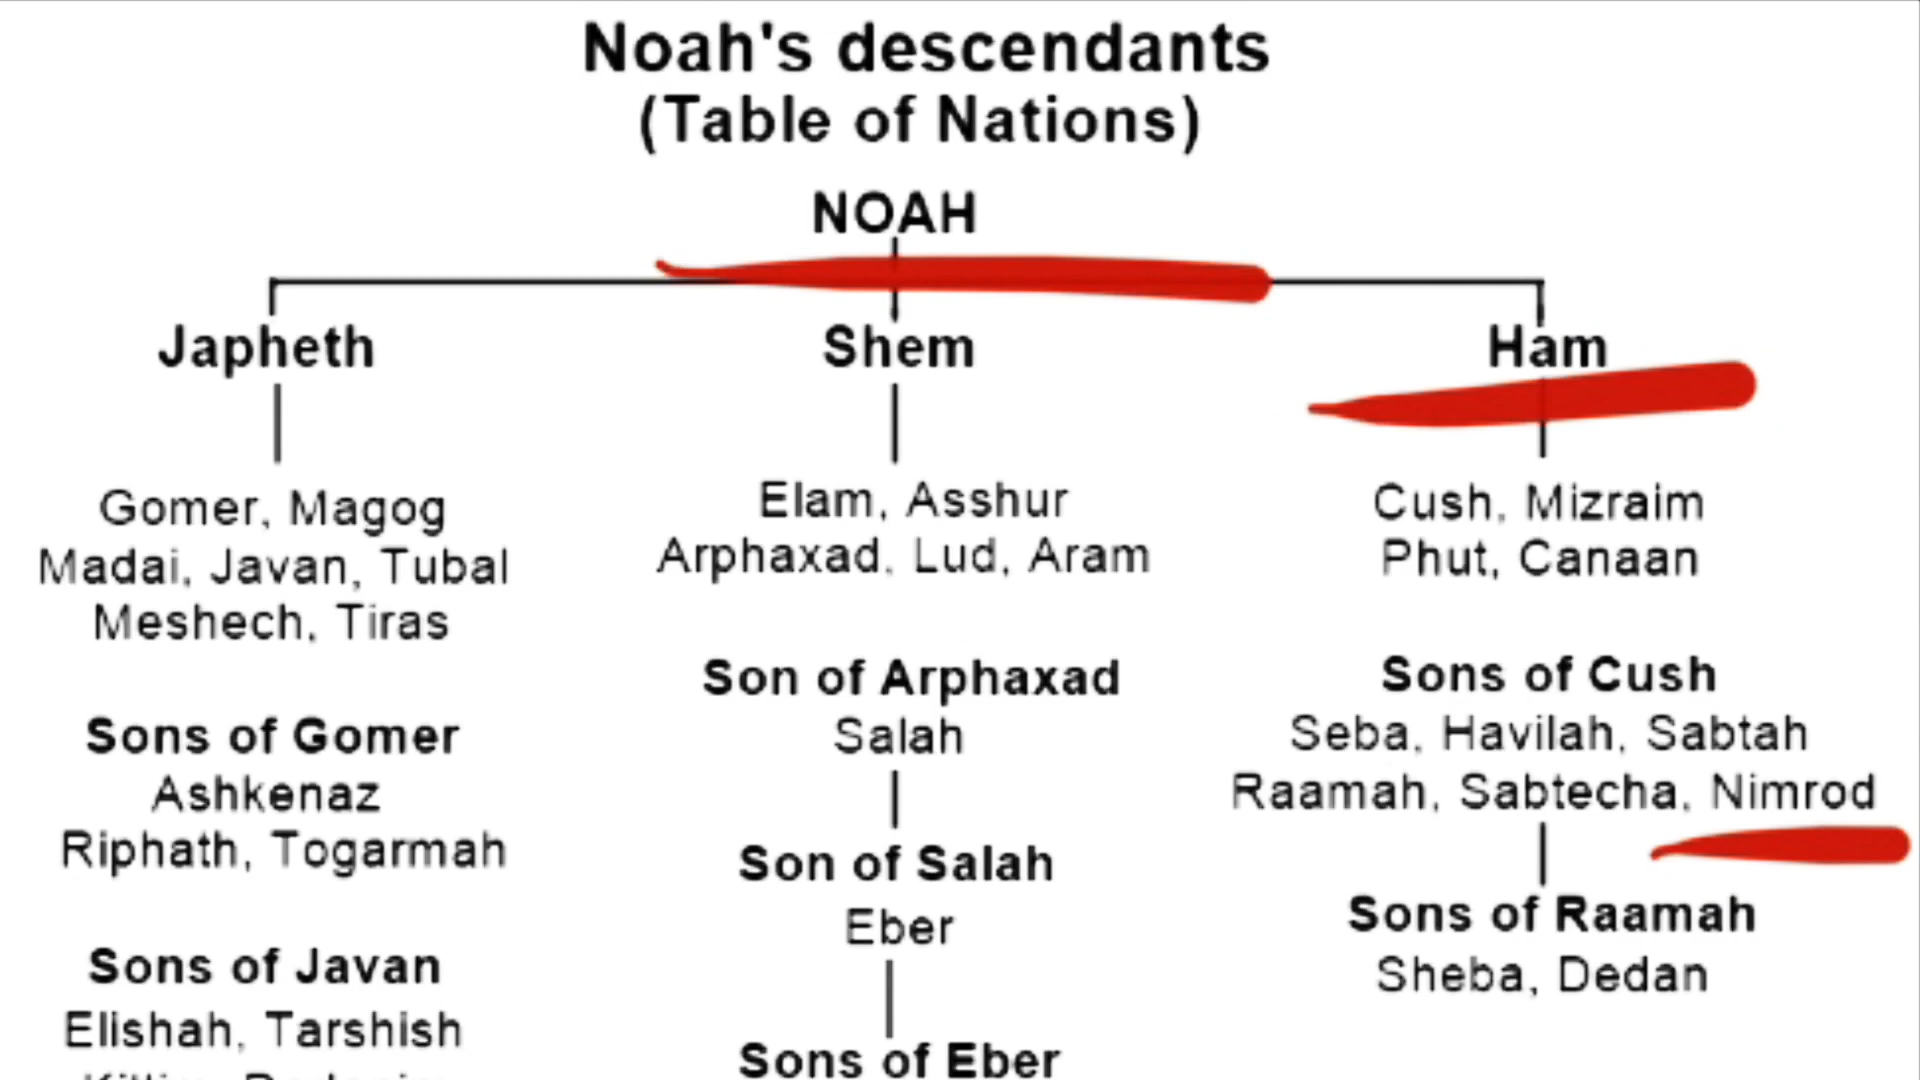 Noah's descendants
(Table of Nations)
NOAH
Japheth
Gomer, Magog
Madai, Javan, Tubal
Meshech, Tiras
Sons of Gomer
Ashkenaz
Riphath, Togarmah
Sons of Javan
Elishah, Tarshish
Shem
Elam, Asshur
Arphaxad, Lud, Aram
Son of Arphaxad
Salah
Son of Salah
Eber
Sons of Eber
Ham
Cush, Mizraim
Phut, Canaan
Sons of Cush
Seba, Havilah, Sabtah
Raamah, Sabtecha, Nimrod
Sons of Raamah
Sheba, Dedan